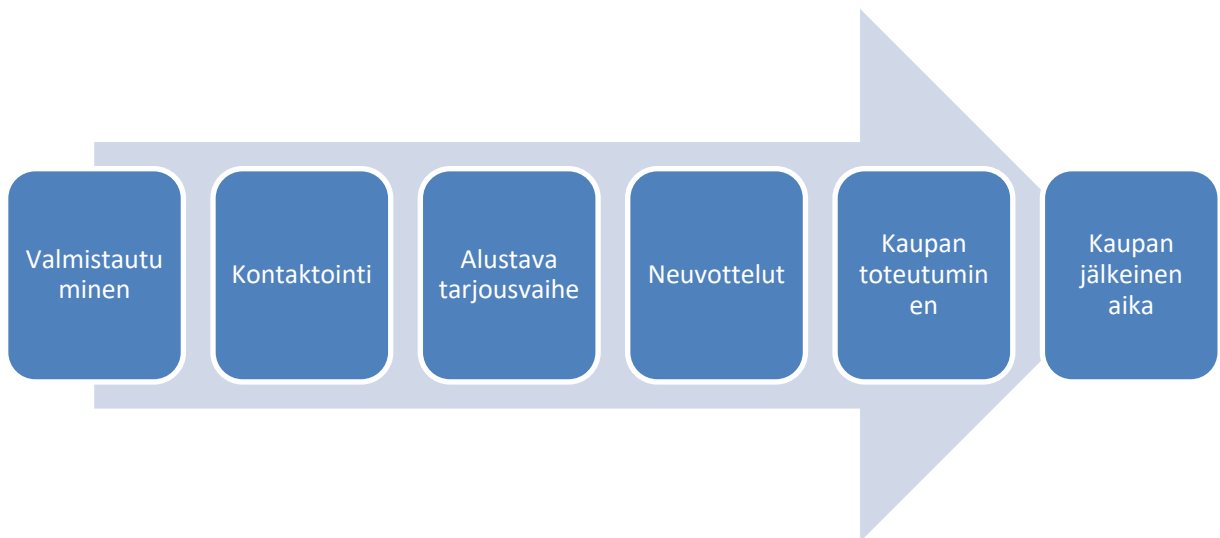 Valmistautu
minen
Kontaktointi
Alustava
tarjousvaihe
Neuvottelut
Kaupan
toteutumin
en
Kaupan
jälkeinen
aika